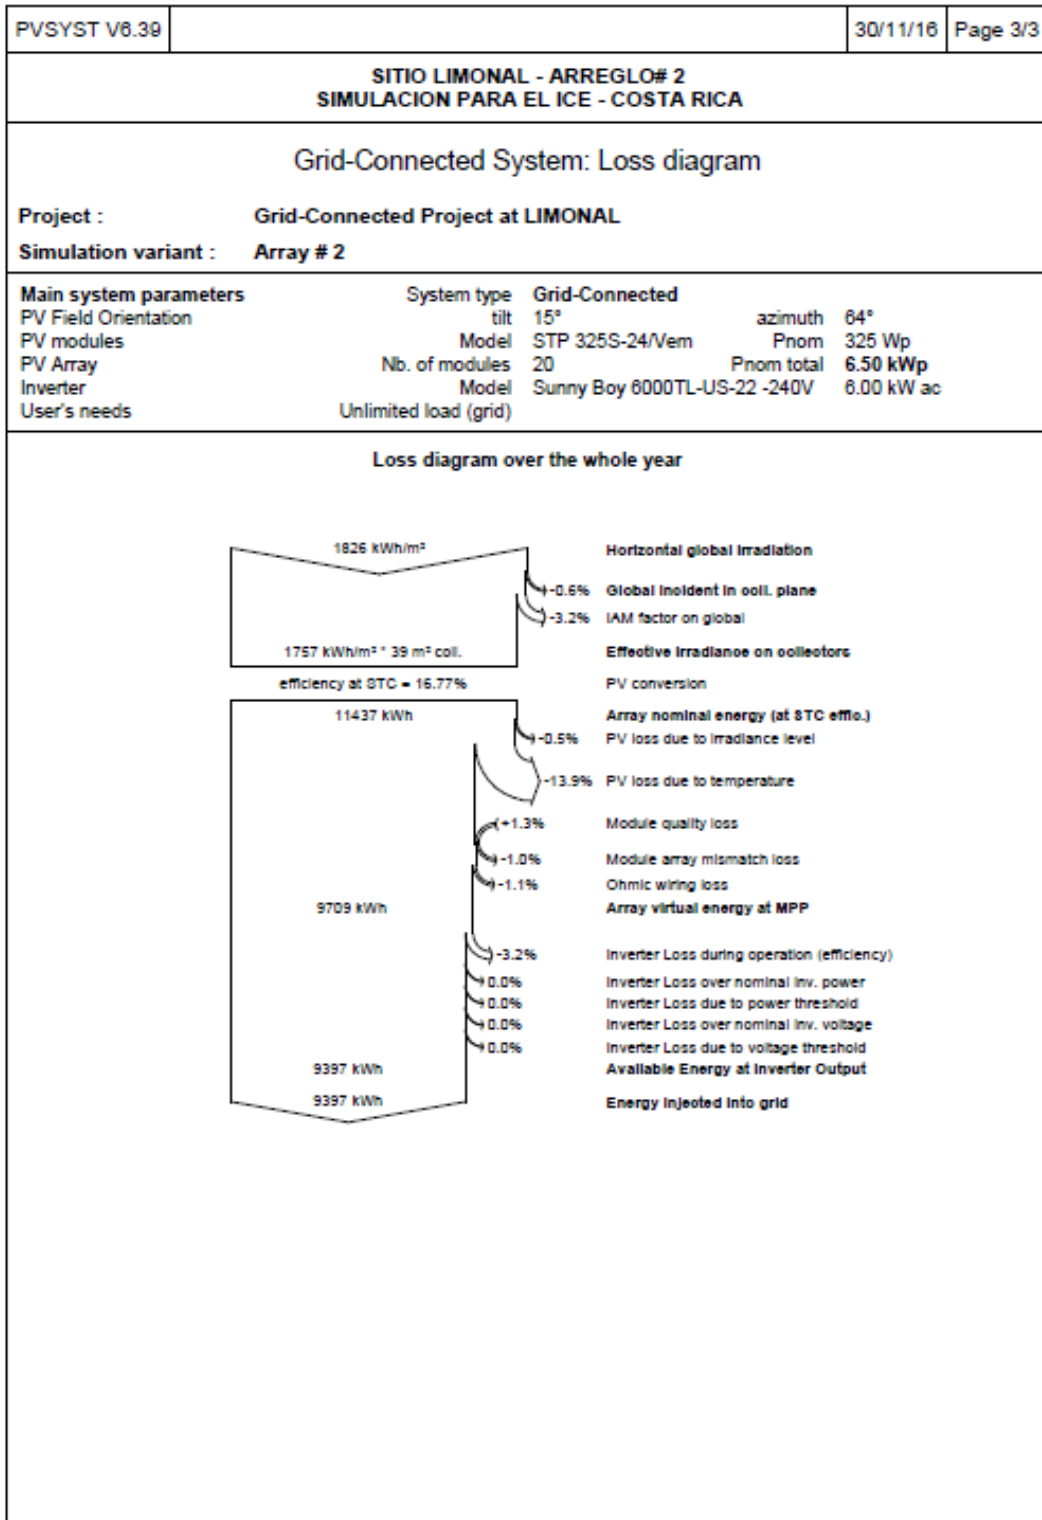 PVSYST V6.39 30/11/16 Page 3/3
SITIO LIMONAL - ARREGLO# 2
SIMULACION PARA EL ICE - COSTA RICA
Grid-Connected System: Loss diagram
Project : Grid-Connected Project at LIMONAL
Simulation variant : Array # 2
Main system parameters System type Grid-Connected
PV Field Orientation tilt 15° azimuth 64°
PV modules Model STP 325S-24/Vem Pnom 325 Wp
PV Array Nb. of modules 20 Pnom total 6.50 kWp
Inverter Model Sunny Boy 6000TL-US-22 -240V 6.00 kW ac
User's needs Unlimited load (grid)
Loss diagram over the whole year
1826 kWh/m² Horizontal global irradiation
-0.6% Global incident in coll. plane
-3.2% IAM factor on global
1757 kWh/m² * 39 m² coll. Effective irradiance on collectors
efficiency at STC = 16.77% PV conversion
11437 kWh Array nominal energy (at STC effic.)
-0.5% PV loss due to irradiance level
-13.9% PV loss due to temperature
+1.3% Module quality loss
-1.0% Module array mismatch loss
-1.1% Ohmic wiring loss
9709 kWh Array virtual energy at MPP
-3.2% Inverter Loss during operation (efficiency)
0.0% Inverter Loss over nominal inv. power
0.0% Inverter Loss due to power threshold
0.0% Inverter Loss over nominal inv. voltage
0.0% Inverter Loss due to voltage threshold
9397 kWh Available Energy at Inverter Output
9397 kWh Energy injected into grid